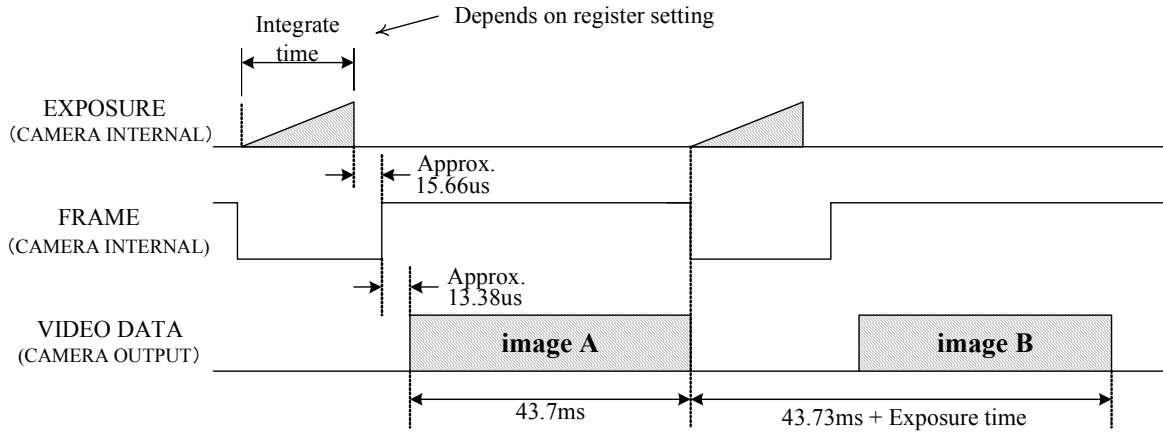 Integrate
time
Depends on register setting
EXPOSURE
(CAMERA INTERNAL)
Approx.
15.66us
FRAME
(CAMERA INTERNAL)
Approx.
13.38us
VIDEO DATA
(CAMERA OUTPUT)
image A
image B
43.7ms
43.73ms + Exposure time